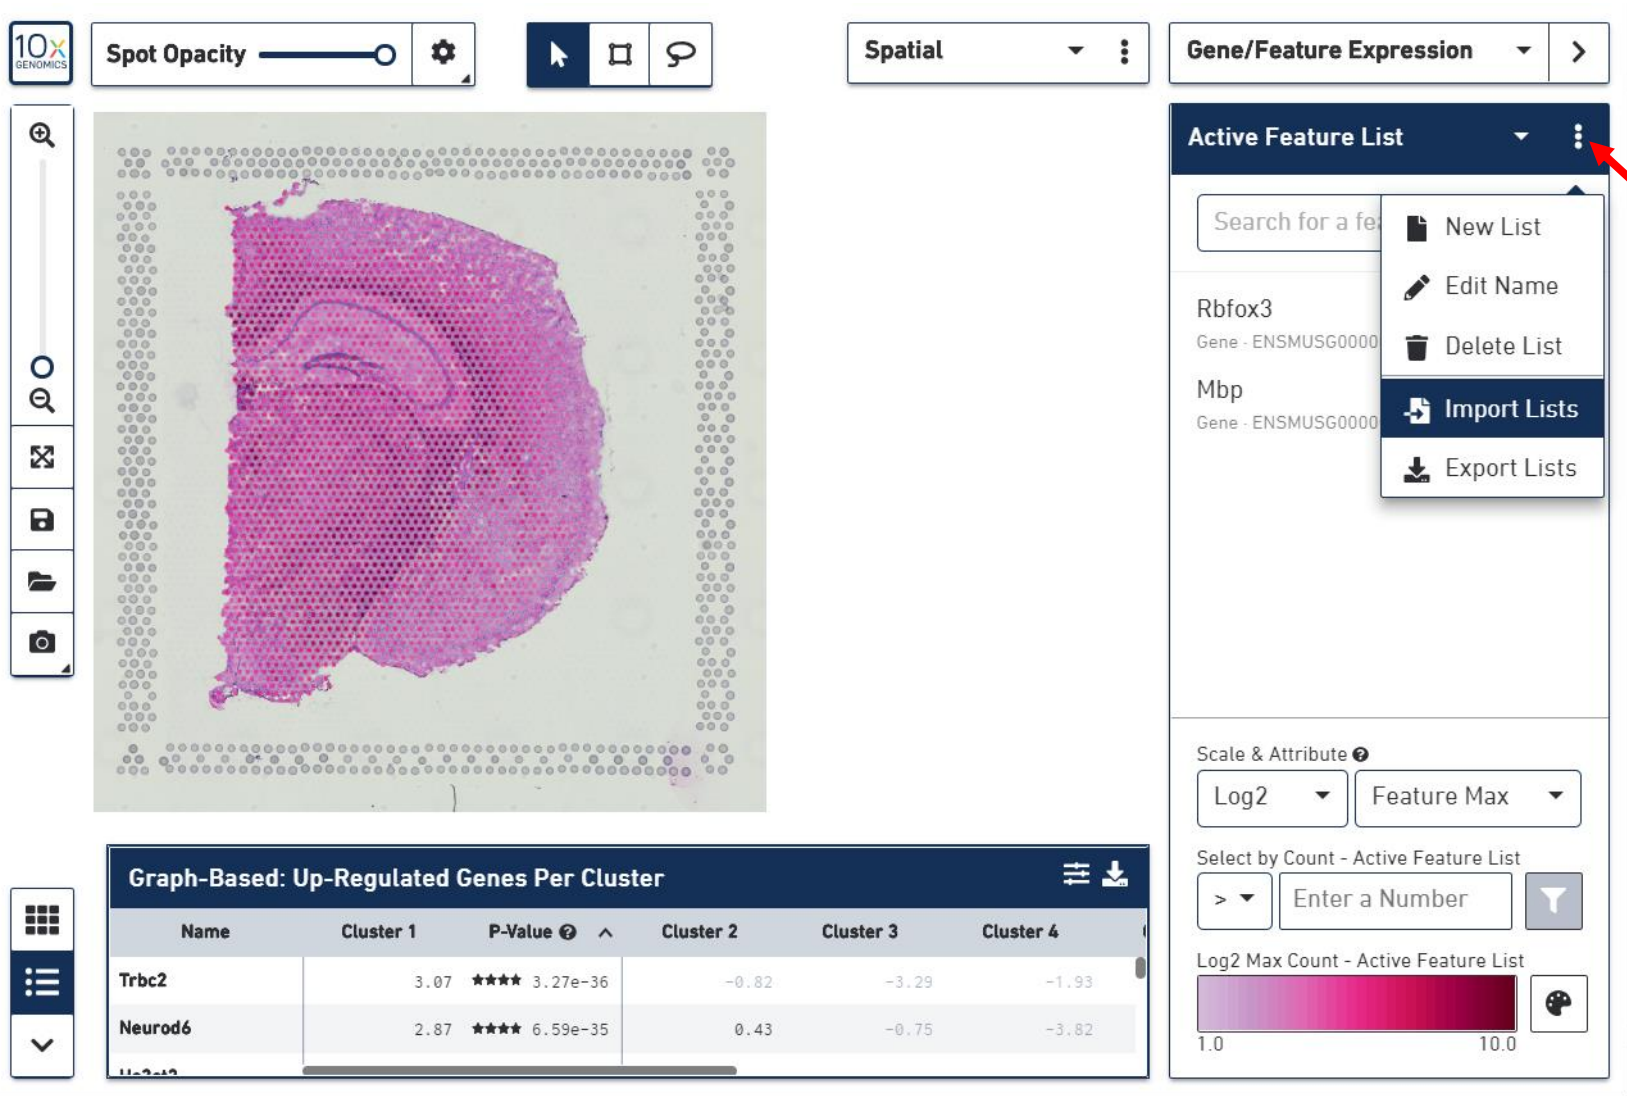 10x
GENOMICS
Spot Opacity
Spatial
Gene/Feature Expression
Active Feature List
Search for a fea
New List
Edit Name
Delete List
Import Lists
Export Lists
Rbfox3
Gene · ENSMUSG0000
Mbp
Gene · ENSMUSG0000
Scale & Attribute
Log2
Feature Max
Select by Count - Active Feature List
>
Enter a Number
Log2 Max Count - Active Feature List
1.0 10.0
Graph-Based: Up-Regulated Genes Per Cluster
Name Cluster 1 P-Value Cluster 2 Cluster 3 Cluster 4
Trbc2 3.07 ★★★★ 3.27e-36 -0.82 -3.29 -1.93
Neurod6 2.87 ★★★★ 6.59e-35 0.43 -0.75 -3.82